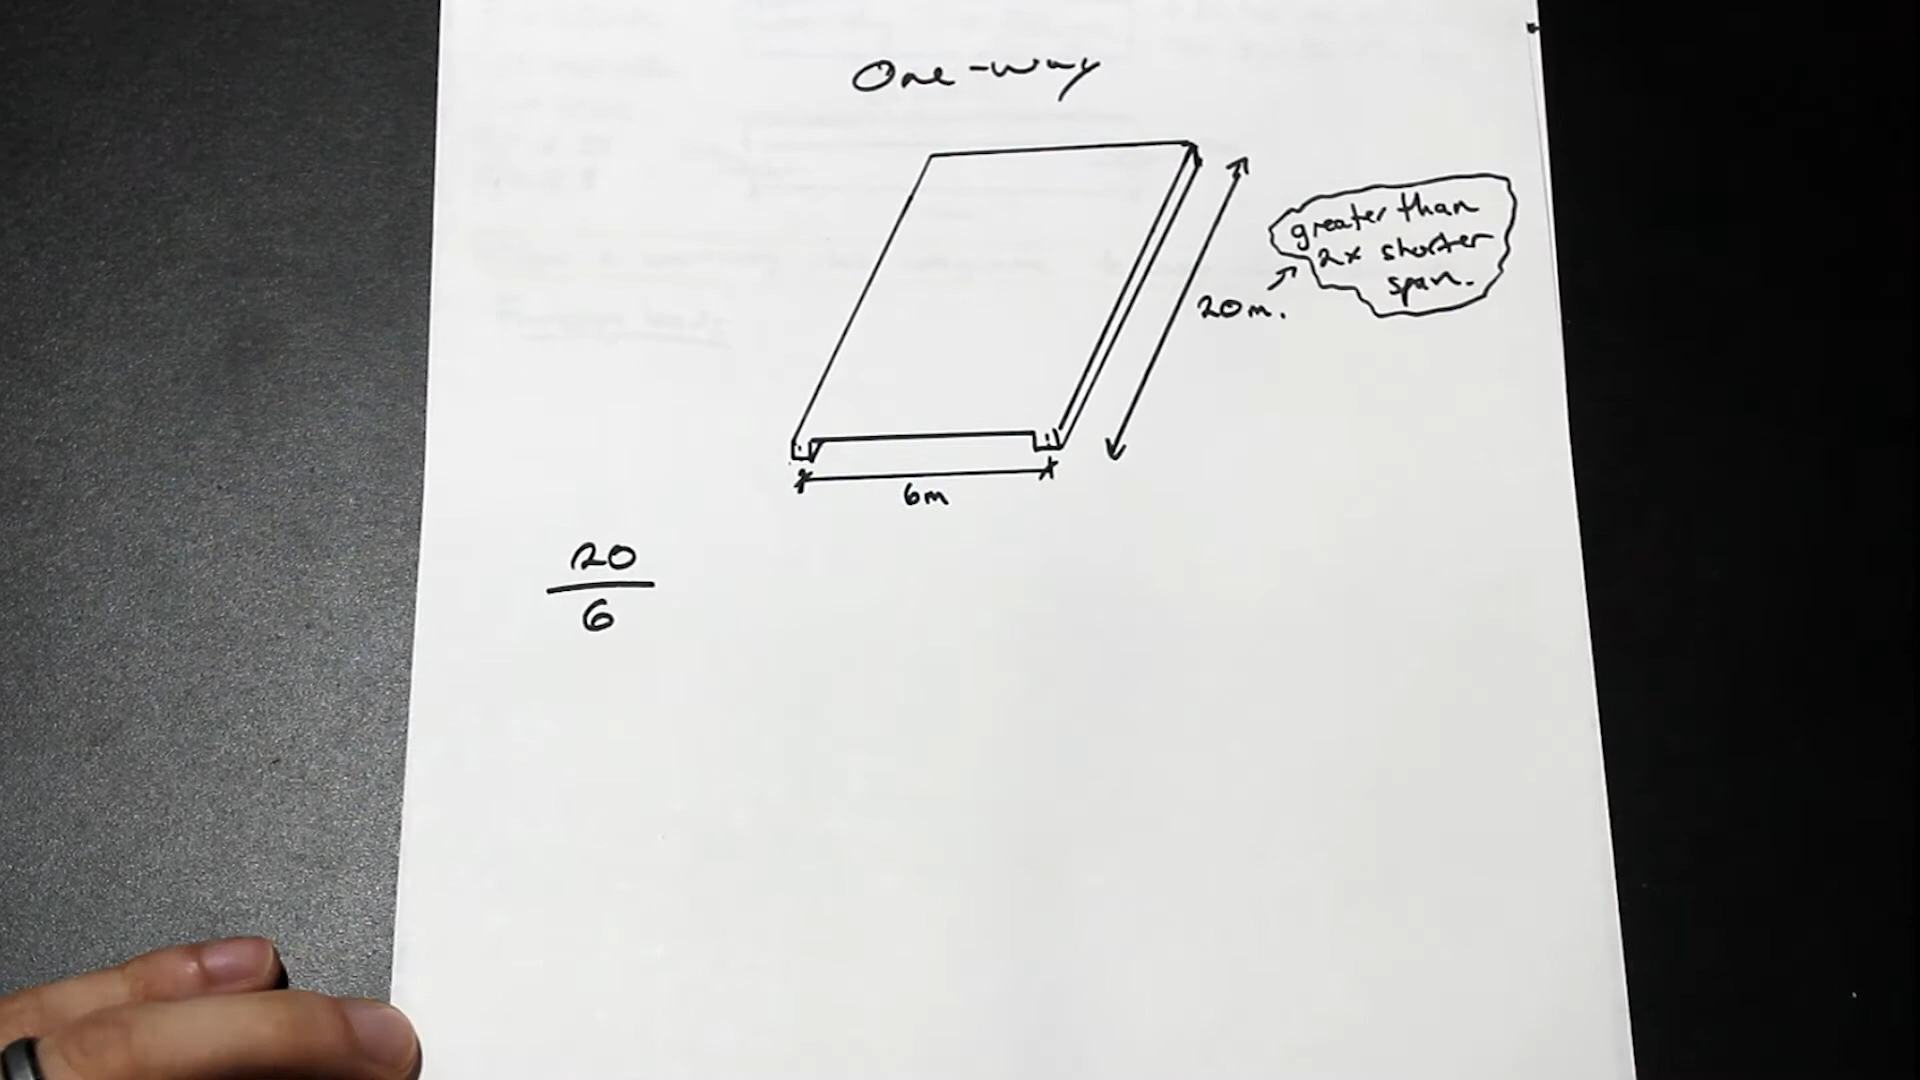 One-way
greater than
2x shorter
span.
20m.
6m
20
6